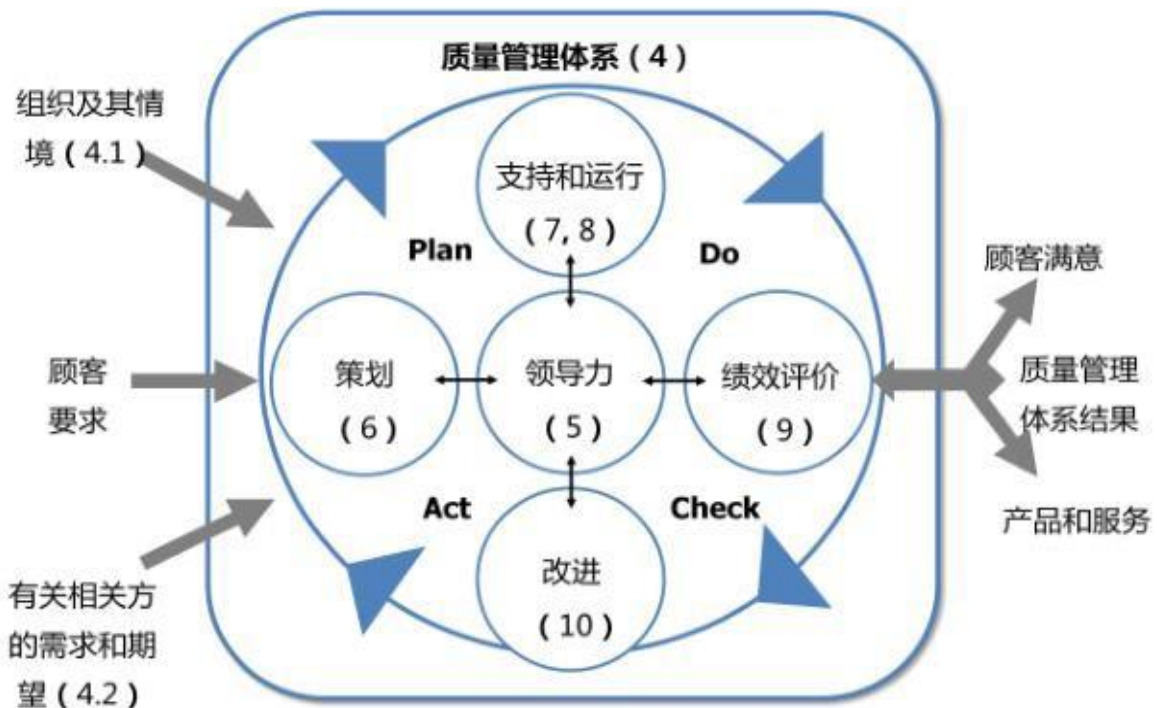 质量管理体系（4）
组织及其情
境（4.1）
支持和运行
（7, 8）
Plan
Do
顾客满意
顾客
要求
策划
（6）
领导力
（5）
绩效评价
（9）
质量管理
体系结果
Act
Check
产品和服务
改进
（10）
有关相关方
的需求和期
望（4.2）